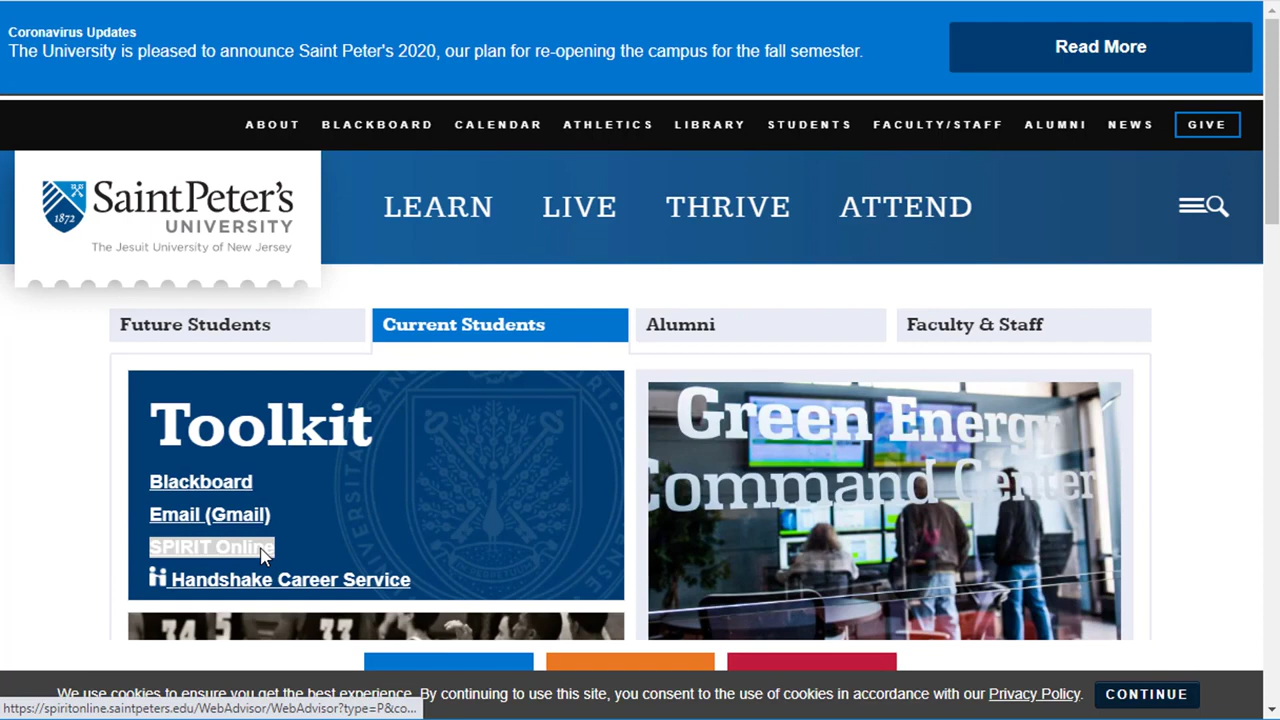 Coronavirus Updates
The University is pleased to announce Saint Peter's 2020, our plan for re-opening the campus for the fall semester.
Read More
ABOUT BLACKBOARD CALENDAR ATHLETICS LIBRARY STUDENTS FACULTY/STAFF ALUMNI NEWS GIVE
1872
Saint Peter's
UNIVERSITY
The Jesuit University of New Jersey
LEARN LIVE THRIVE ATTEND
Future Students Current Students Alumni Faculty & Staff
Toolkit
Blackboard
Email (Gmail)
SPIRIT Online
Handshake Career Service
Green Energy
Command Center
34 5 33
We use cookies to ensure you get the best experience. By continuing to use this site, you consent to the use of cookies in accordance with our Privacy Policy. CONTINUE
https://spiritonline.saintpeters.edu/WebAdvisor/WebAdvisor?type=P&co...